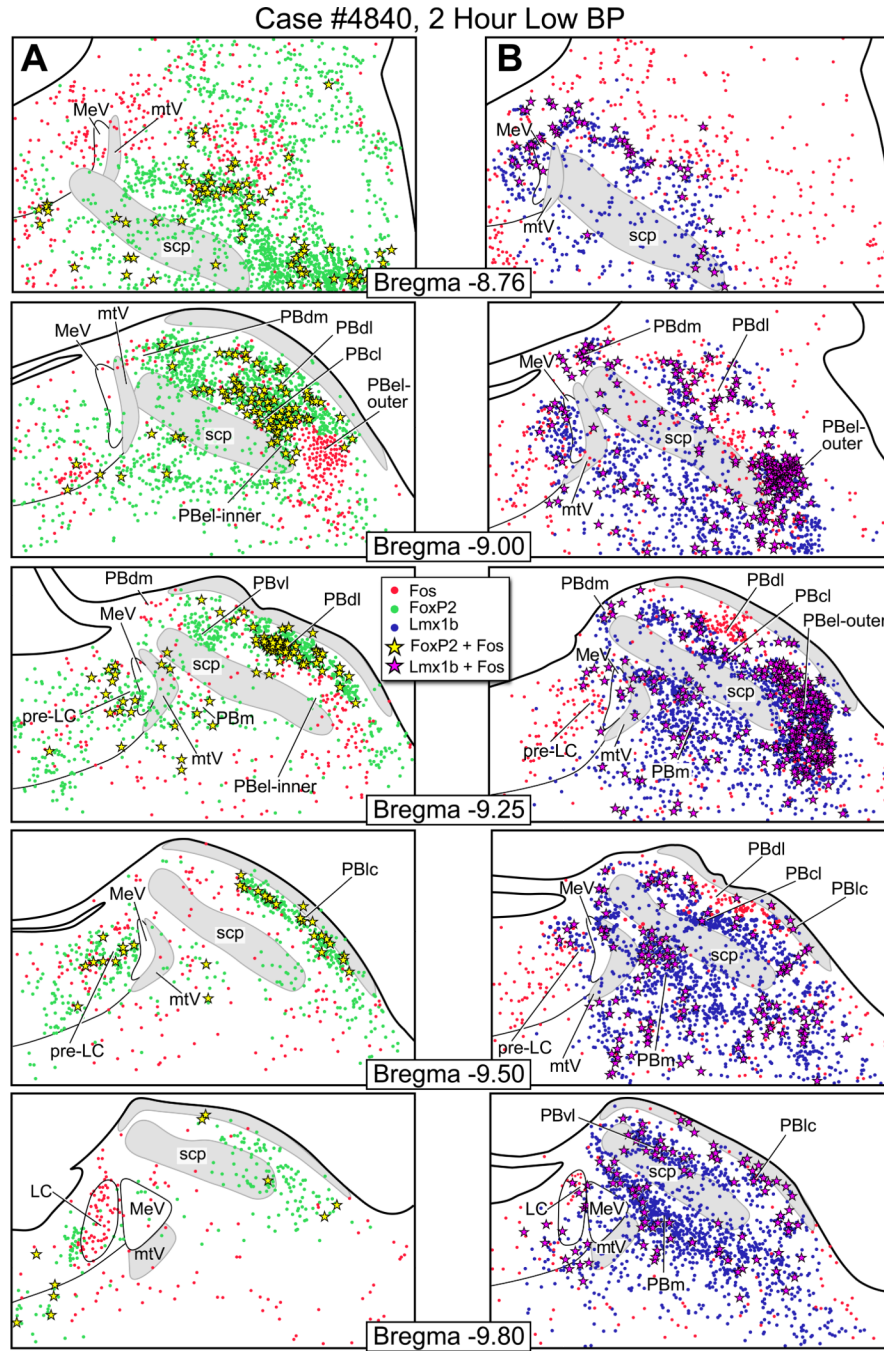 Case #4840, 2 Hour Low BP
A
MeV
mtV
scp
B
MeV
mtV
scp
Bregma -8.76
mtV
MeV
PBdm
PBdl
PBcl
PBel-
outer
scp
PBel-inner
PBdm
MeV
PBdl
scp
PBel-
outer
mtV
Bregma -9.00
PBdm
MeV
PBvl
PBdl
scp
pre-LC
PBm
mtV
PBel-inner
Fos
FoxP2
Lmx1b
FoxP2 + Fos
Lmx1b + Fos
PBdm
PBdl
PBcl
PBel-outer
MeV
scp
pre-LC
mtV
PBm
Bregma -9.25
MeV
PBlc
scp
mtV
pre-LC
PBdl
MeV
PBcl
PBlc
scp
pre-LC
mtV
PBm
Bregma -9.50
scp
LC
MeV
mtV
PBvl
PBlc
scp
LC
MeV
mtV
PBm
Bregma -9.80